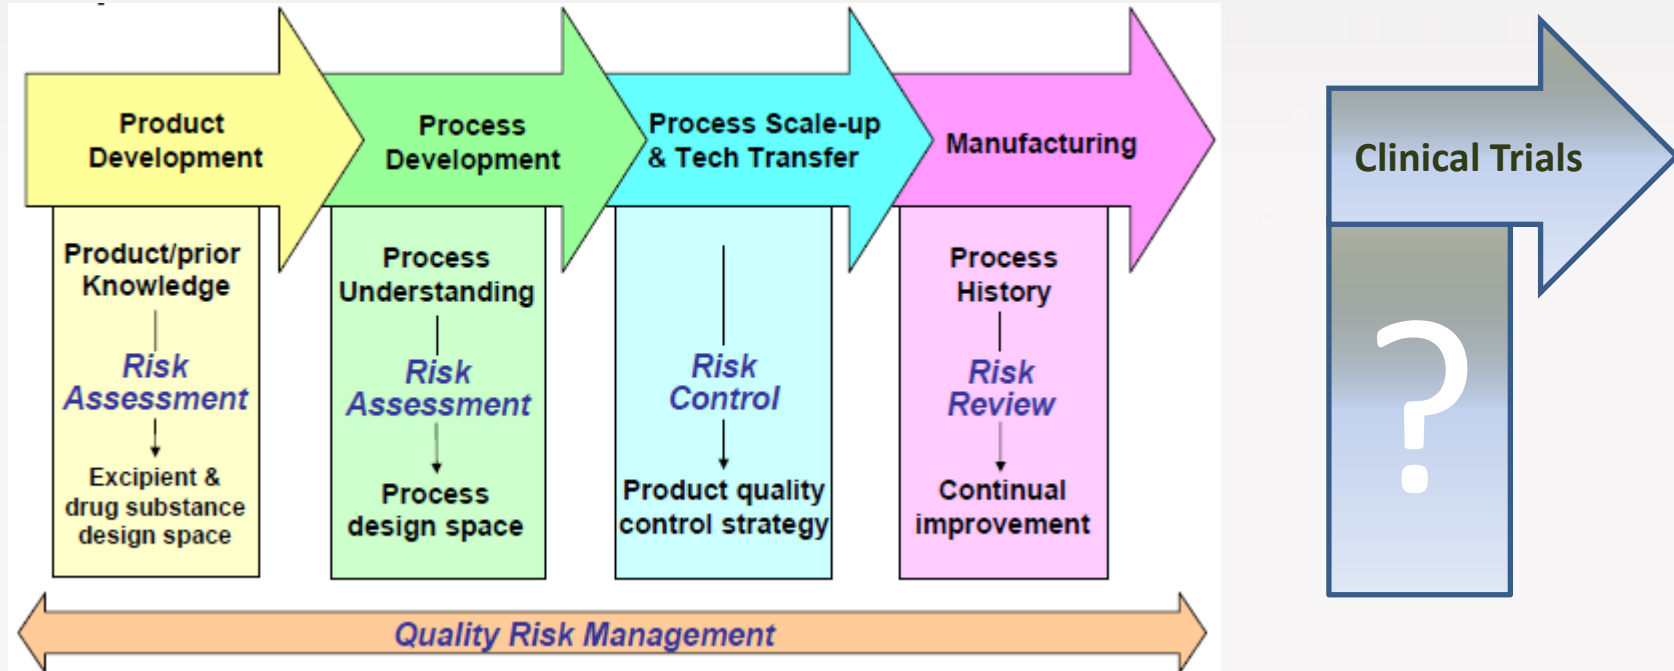 Product
Development
Process
Development
Process Scale-up
& Tech Transfer
Manufacturing
Clinical Trials
Product/prior
Knowledge
Risk
Assessment
Excipient &
drug substance
design space
Process
Understanding
Risk
Assessment
Process
design space
Risk
Control
Product quality
control strategy
Process
History
Risk
Review
Continual
improvement
?
Quality Risk Management